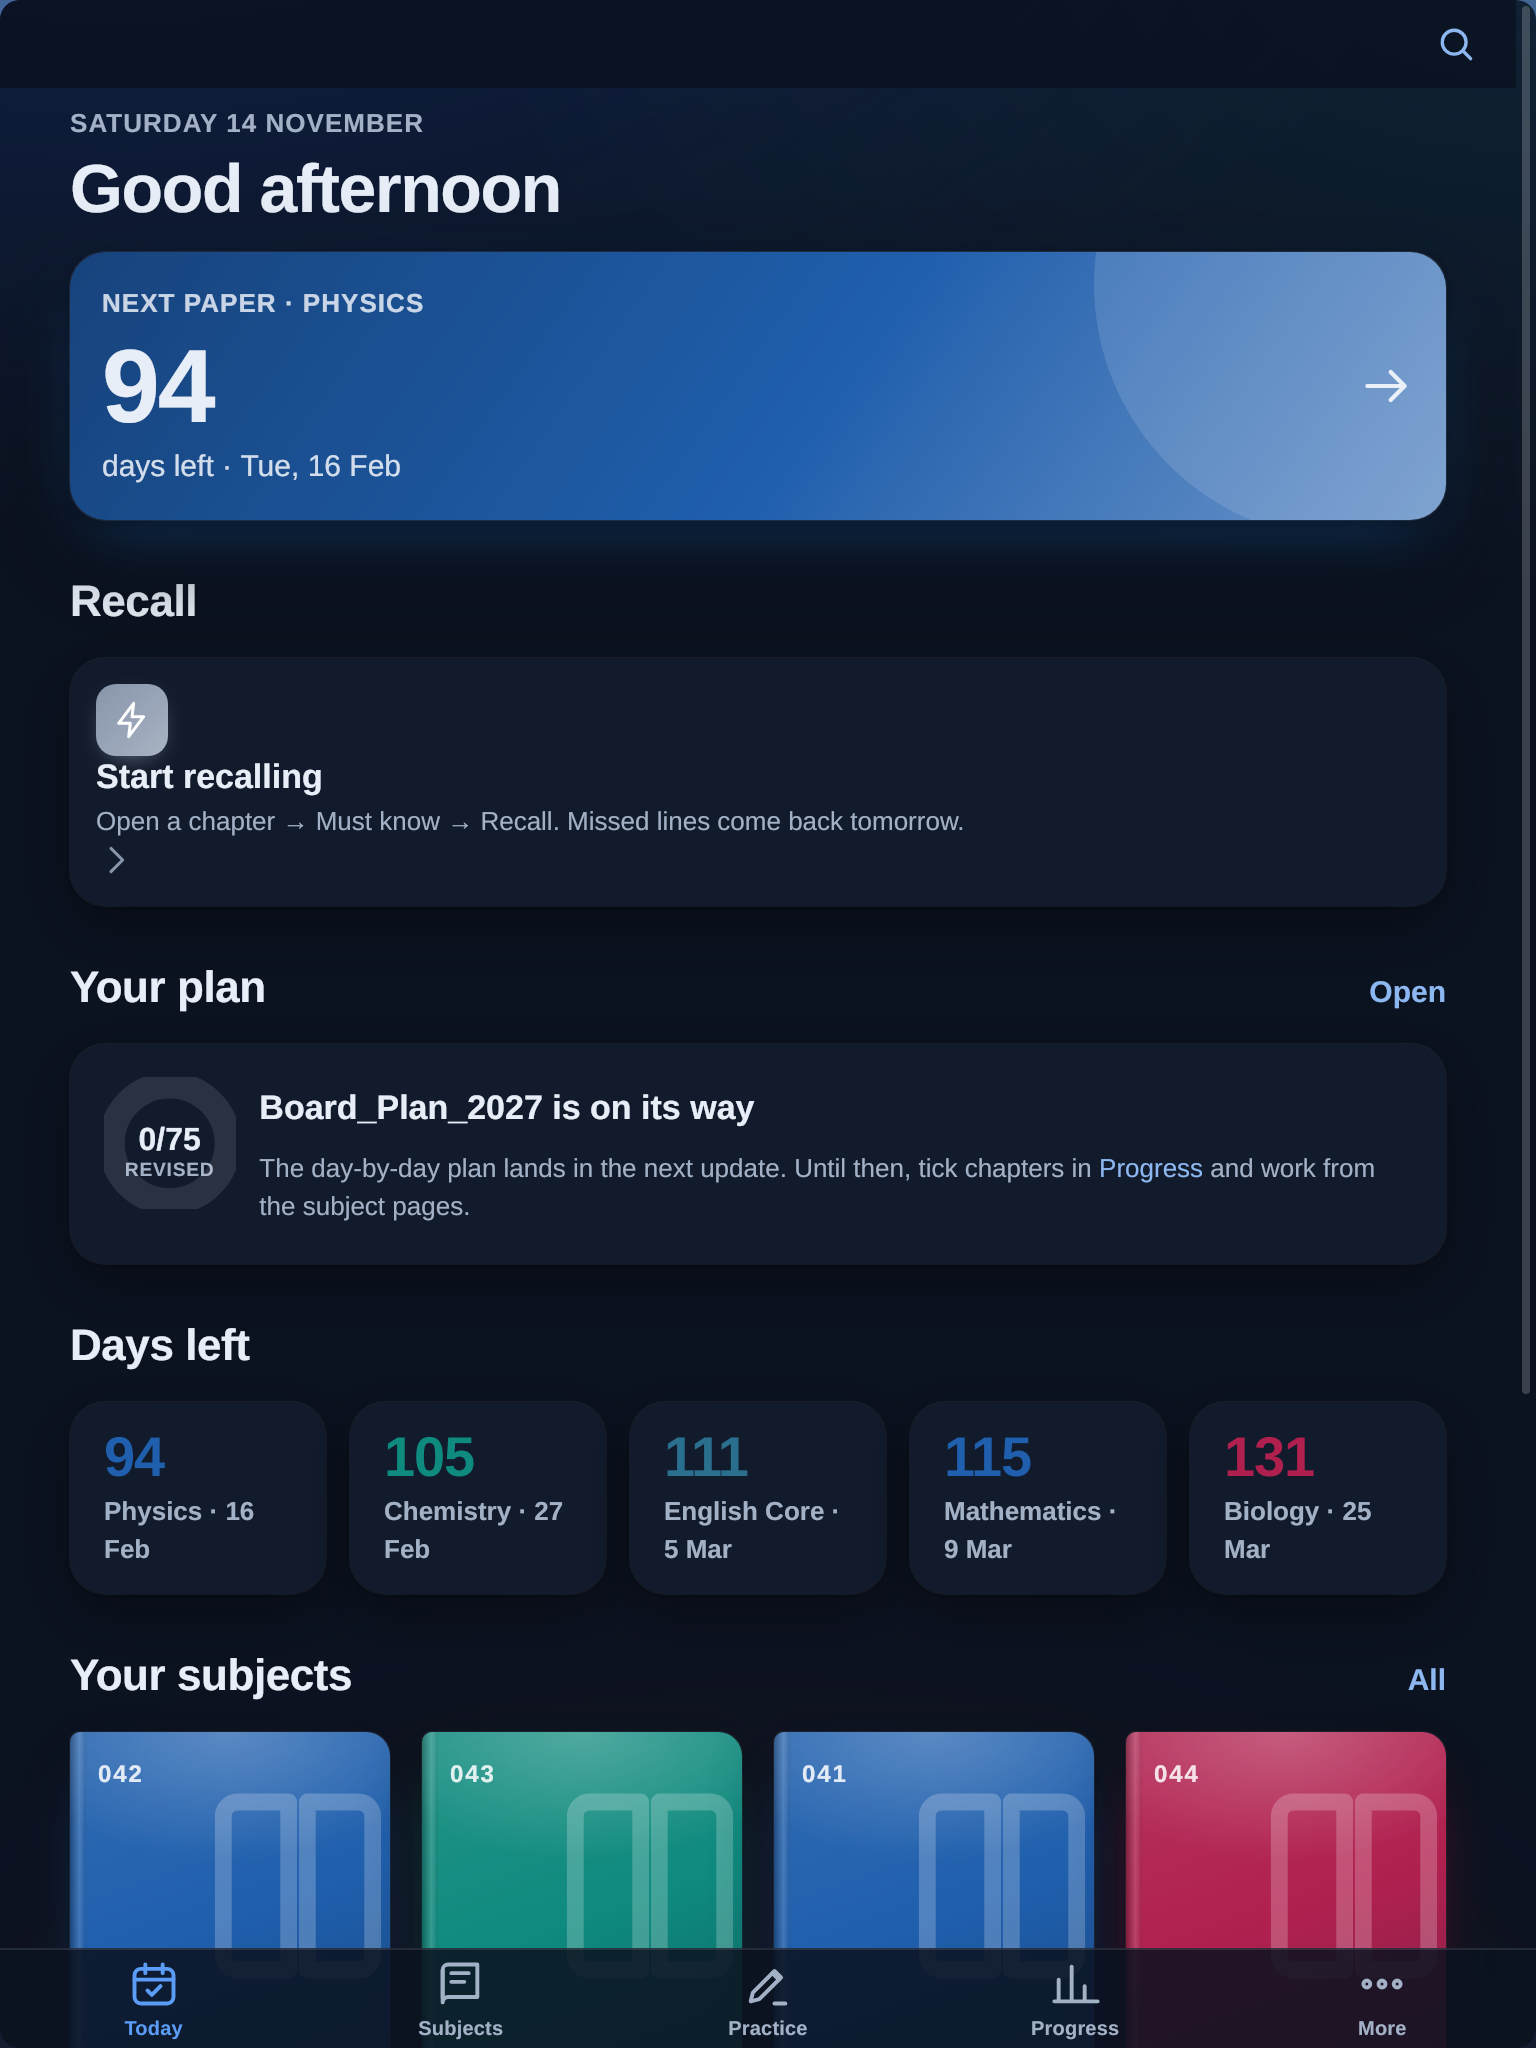 SATURDAY 14 NOVEMBER
Good afternoon
NEXT PAPER · PHYSICS
94
days left · Tue, 16 Feb
Recall
Start recalling
Open a chapter → Must know → Recall. Missed lines come back tomorrow.
Your plan
Open
0/75
REVISED
Board_Plan_2027 is on its way
The day-by-day plan lands in the next update. Until then, tick chapters in Progress and work from
the subject pages.
Days left
94
Physics · 16
Feb
105
Chemistry · 27
Feb
111
English Core ·
5 Mar
115
Mathematics ·
9 Mar
131
Biology · 25
Mar
Your subjects
All
042
043
041
044
Today
Subjects
Practice
Progress
More